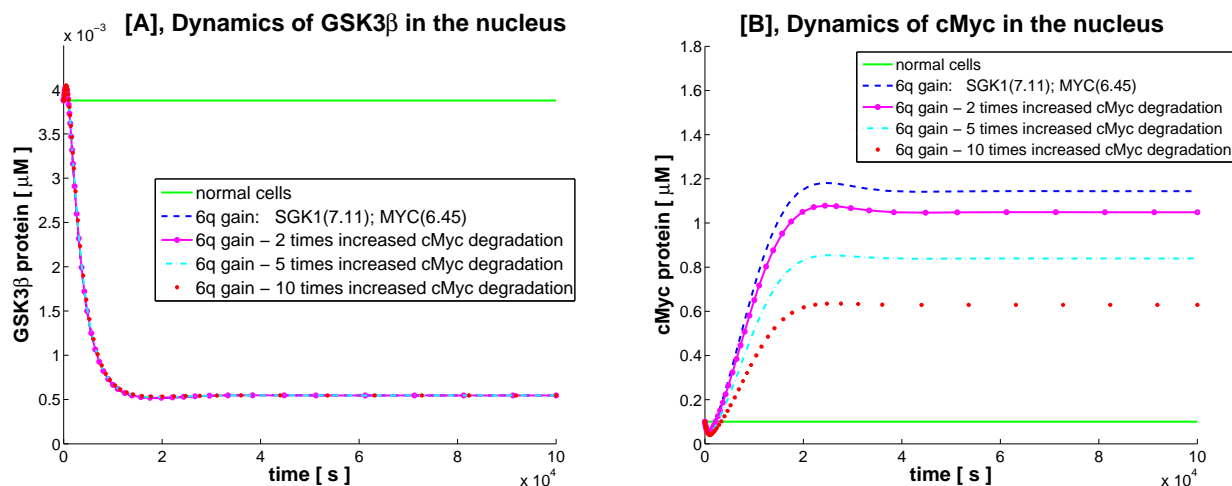 [A], Dynamics of GSK3β in the nucleus
x 10⁻³
4
3.5
3
2.5
2
1.5
1
0.5
0
GSK3β protein [ μM ]
normal cells
6q gain: SGK1(7.11); MYC(6.45)
6q gain − 2 times increased cMyc degradation
6q gain − 5 times increased cMyc degradation
6q gain − 10 times increased cMyc degradation
0 2 4 6 8 10
time [ s ]
x 10⁴
[B], Dynamics of cMyc in the nucleus
1.8
1.6
1.4
1.2
1
0.8
0.6
0.4
0.2
0
cMyc protein [ μM ]
normal cells
6q gain: SGK1(7.11); MYC(6.45)
6q gain − 2 times increased cMyc degradation
6q gain − 5 times increased cMyc degradation
6q gain − 10 times increased cMyc degradation
0 2 4 6 8 10
time [ s ]
x 10⁴